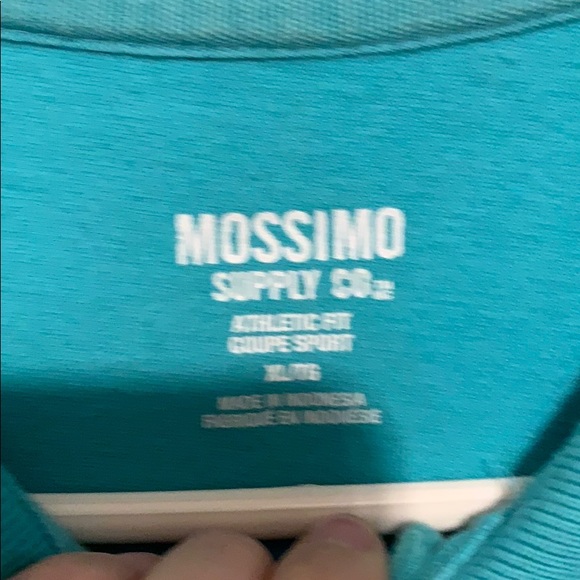 MOSSIMO
SUPPLY CO
ATHLETIC FIT
COUPE SPORT
XL/TG
MADE IN INDONESIA
FABRIQUÉ EN INDONÉSIE